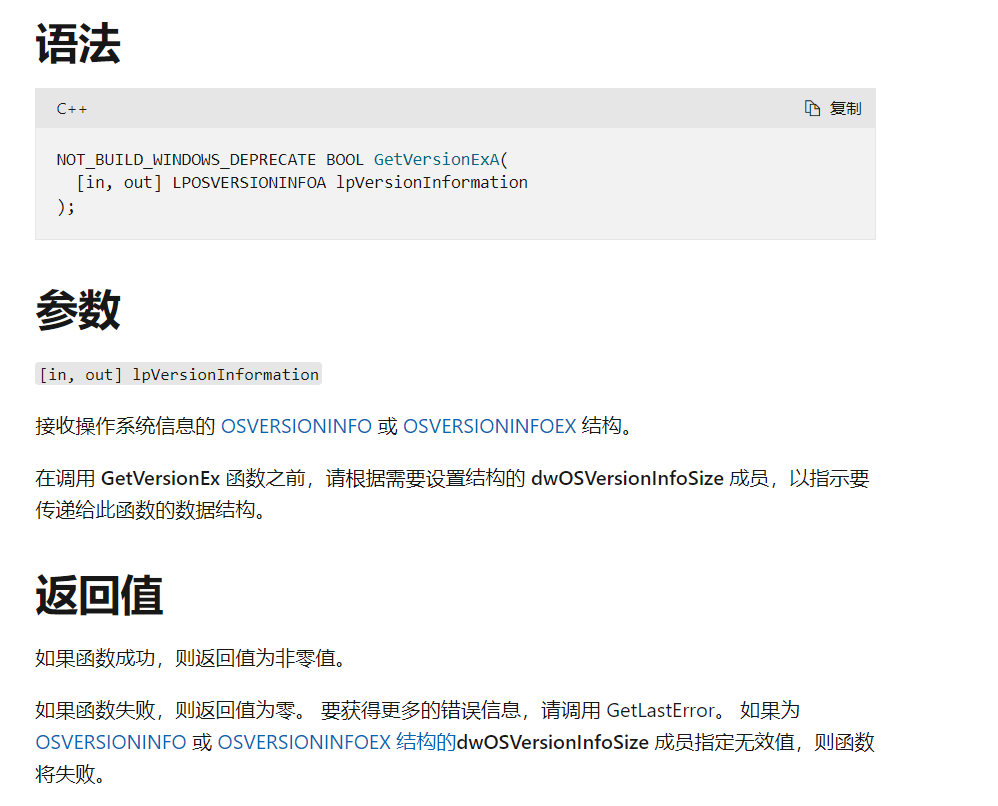 语法
C++ 复制
NOT_BUILD_WINDOWS_DEPRECATE BOOL GetVersionExA(
  [in, out] LPOSVERSIONINFOA lpVersionInformation
);
参数
[in, out] lpVersionInformation
接收操作系统信息的 OSVERSIONINFO 或 OSVERSIONINFOEX 结构。
在调用 GetVersionEx 函数之前，请根据需要设置结构的 dwOSVersionInfoSize 成员，以指示要
传递给此函数的数据结构。
返回值
如果函数成功，则返回值为非零值。
如果函数失败，则返回值为零。 要获得更多的错误信息，请调用 GetLastError。 如果为
OSVERSIONINFO 或 OSVERSIONINFOEX 结构的dwOSVersionInfoSize 成员指定无效值，则函数
将失败。